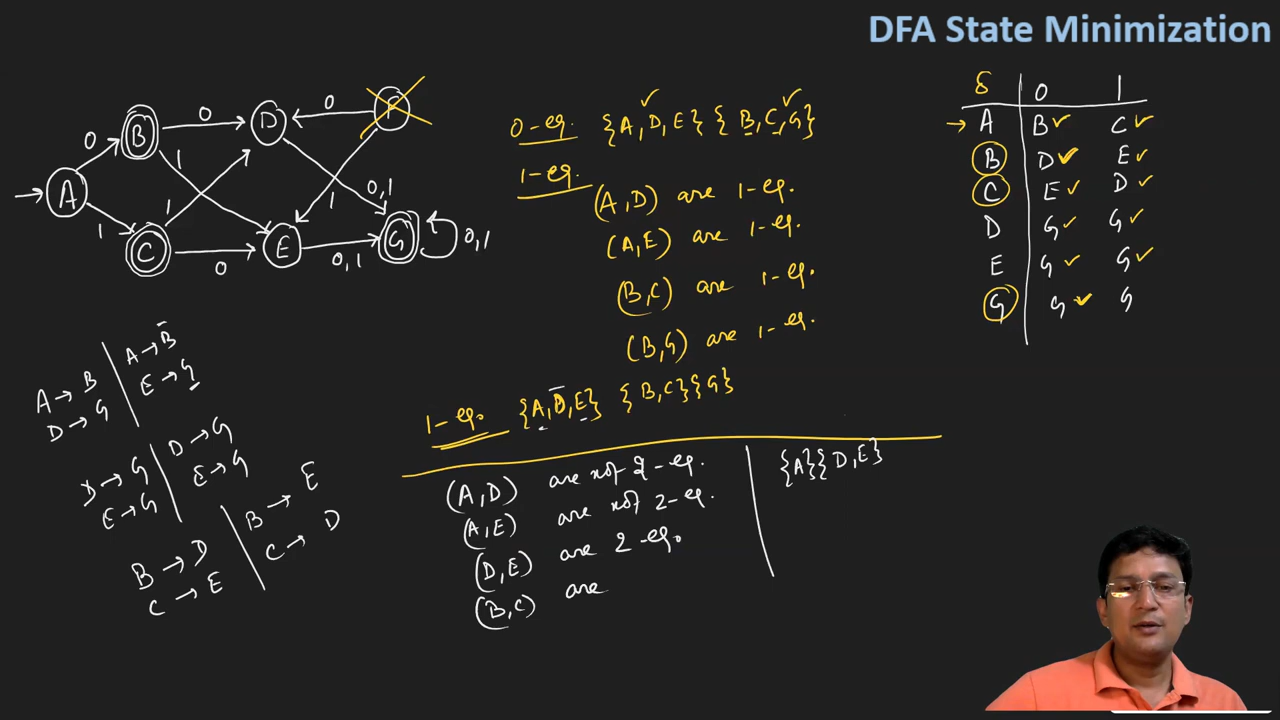 DFA State Minimization
0 B 0 D 0 F
A 1 1 1 0,1
1 C 0 E 0,1 G 0,1
0-eq. {A,D,E} {B,C,G}
1-eq.
(A,D) are 1-eq.
(A,E) are 1-eq.
(B,C) are 1-eq.
(B,G) are 1-eq.
1-eq. {A,D,E} {B,C}{G}
δ 0 1
→ A B✓ C✓
B D✓ E✓
C E✓ D✓
D G✓ G✓
E G✓ G✓
G G✓ G
A→B
D→G
A→B
E→G
D→G
E→G
D→G
E→G
B→D
C→E
B→E
C→D
(A,D) are not 2-eq.
(A,E) are not 2-eq.
(D,E) are 2-eq.
(B,C) are
{A}{D,E}